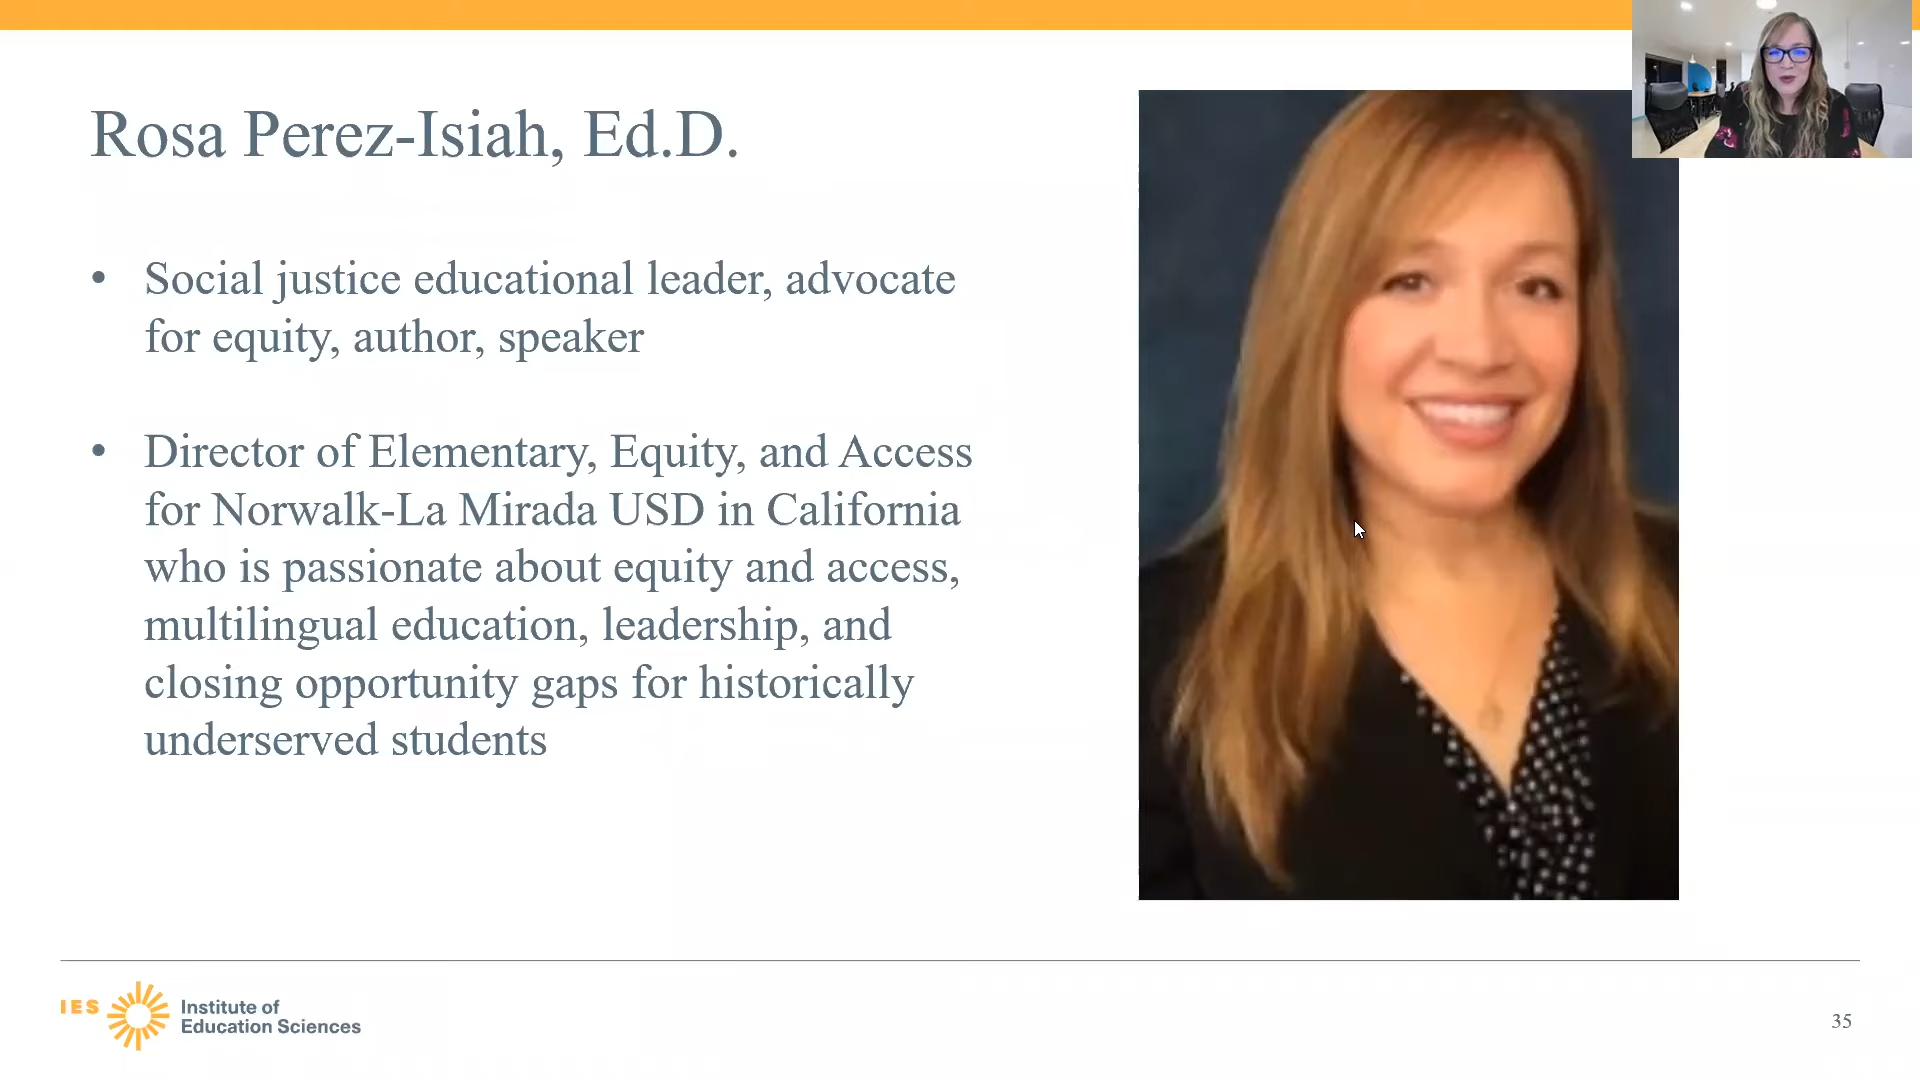 Rosa Perez-Isiah, Ed.D.
• Social justice educational leader, advocate
for equity, author, speaker
• Director of Elementary, Equity, and Access
for Norwalk-La Mirada USD in California
who is passionate about equity and access,
multilingual education, leadership, and
closing opportunity gaps for historically
underserved students
IES
Institute of
Education Sciences
35